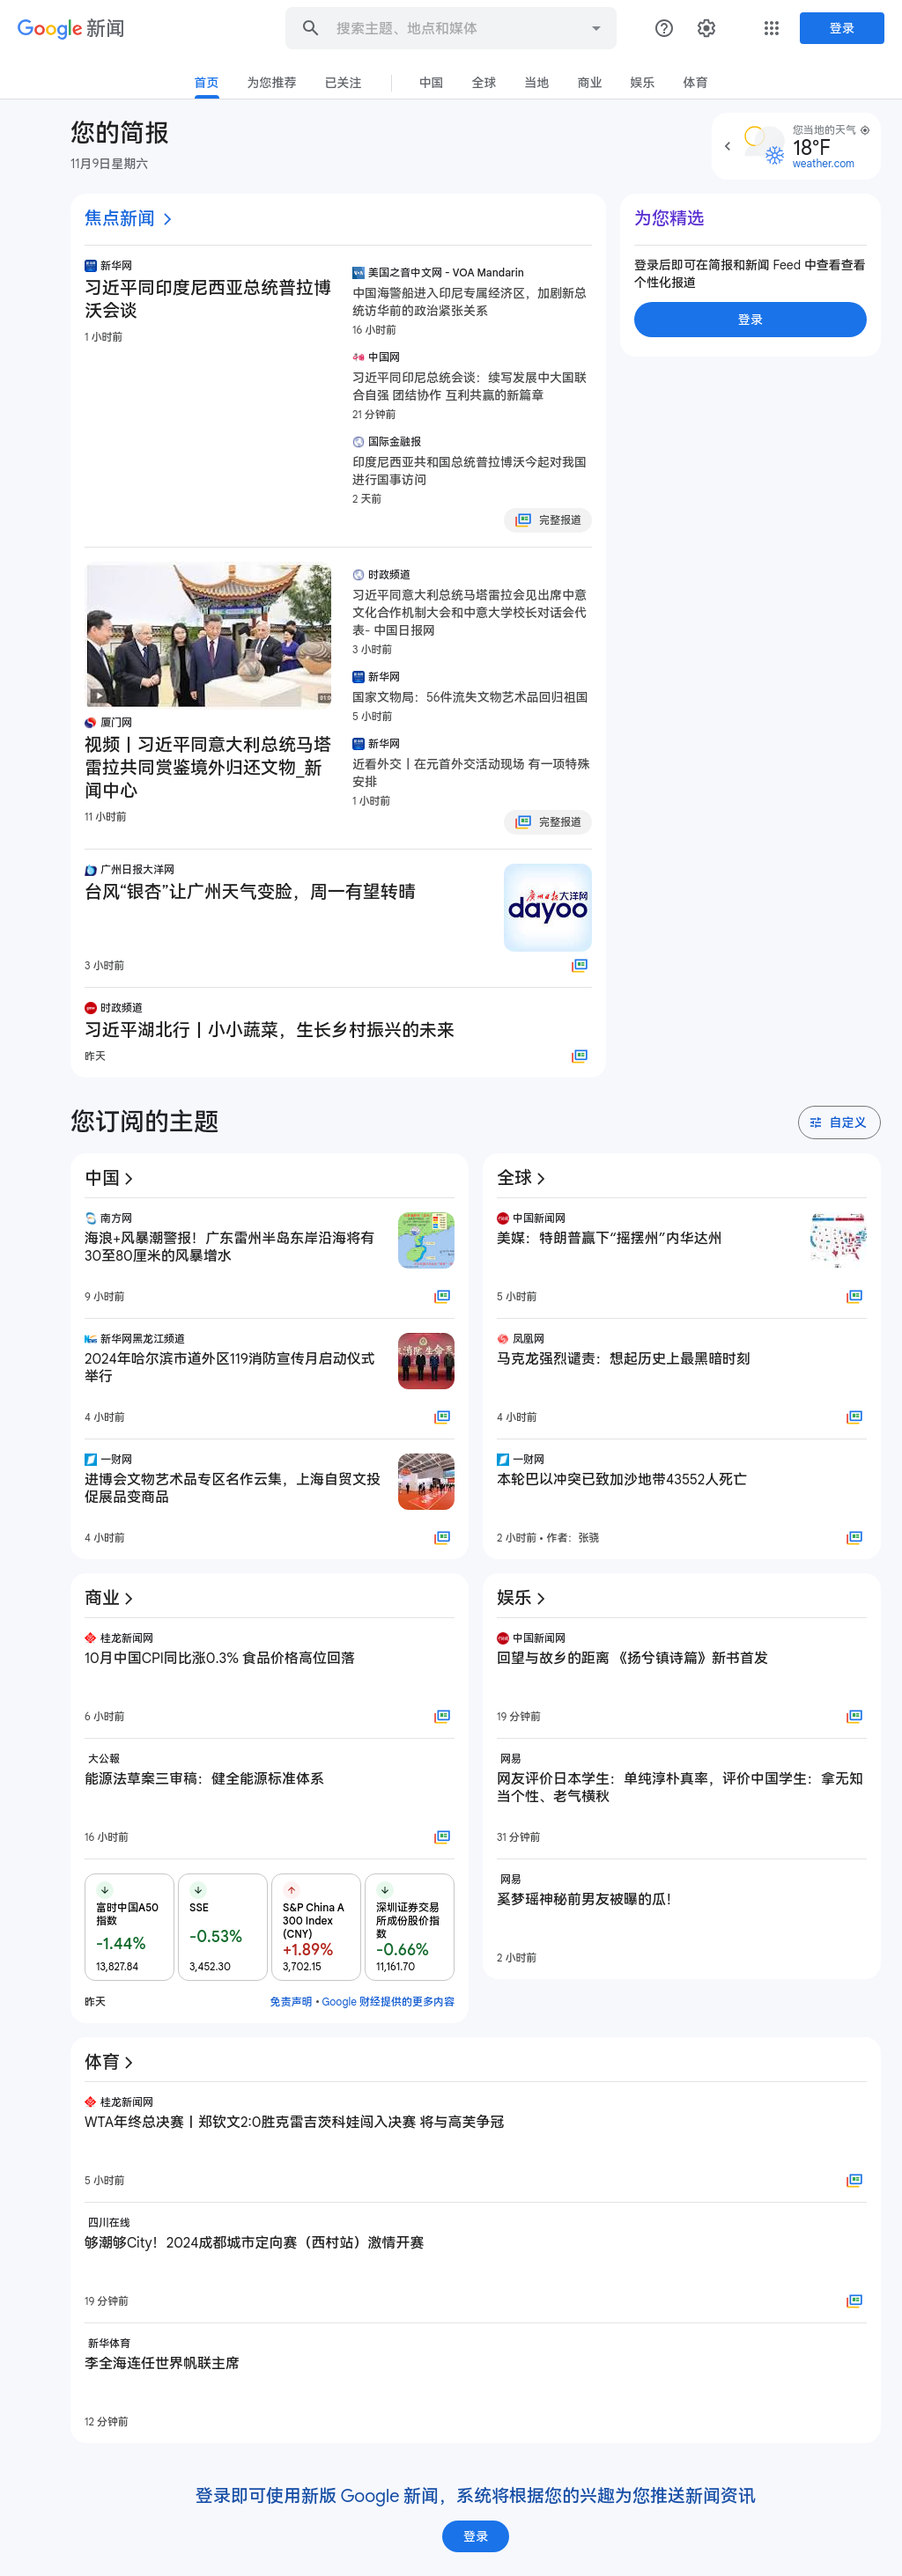 Google 新闻
搜索主题、地点和媒体
登录
首页
为您推荐
已关注
中国
全球
当地
商业
娱乐
体育
您的简报
11月9日星期六
您当地的天气
18°F
weather.com
焦点新闻
新华网
习近平同印度尼西亚总统普拉博
沃会谈
1 小时前
美国之音中文网 - VOA Mandarin
中国海警船进入印尼专属经济区，加剧新总
统访华前的政治紧张关系
16 小时前
中国网
习近平同印尼总统会谈：续写发展中大国联
合自强 团结协作 互利共赢的新篇章
21 分钟前
国际金融报
印度尼西亚共和国总统普拉博沃今起对我国
进行国事访问
2 天前
完整报道
为您精选
登录后即可在简报和新闻 Feed 中查看查看
个性化报道
登录
厦门网
视频丨习近平同意大利总统马塔
雷拉共同赏鉴境外归还文物_新
闻中心
11 小时前
时政频道
习近平同意大利总统马塔雷拉会见出席中意
文化合作机制大会和中意大学校长对话会代
表- 中国日报网
3 小时前
新华网
国家文物局：56件流失文物艺术品回归祖国
5 小时前
新华网
近看外交丨在元首外交活动现场 有一项特殊
安排
1 小时前
完整报道
广州日报大洋网
台风“银杏”让广州天气变脸，周一有望转晴
广州日报 大洋网
dayoo
3 小时前
时政频道
习近平湖北行丨小小蔬菜，生长乡村振兴的未来
昨天
您订阅的主题
自定义
中国
南方网
海浪+风暴潮警报！广东雷州半岛东岸沿海将有
30至80厘米的风暴增水
9 小时前
新华网黑龙江频道
2024年哈尔滨市道外区119消防宣传月启动仪式
举行
4 小时前
一财网
进博会文物艺术品专区名作云集，上海自贸文投
促展品变商品
4 小时前
全球
中国新闻网
美媒：特朗普赢下“摇摆州”内华达州
5 小时前
凤凰网
马克龙强烈谴责：想起历史上最黑暗时刻
4 小时前
一财网
本轮巴以冲突已致加沙地带43552人死亡
2 小时前 • 作者：张骁
商业
桂龙新闻网
10月中国CPI同比涨0.3% 食品价格高位回落
6 小时前
大公報
能源法草案三审稿：健全能源标准体系
16 小时前
富时中国A50
指数
-1.44%
13,827.84
SSE
-0.53%
3,452.30
S&P China A
300 Index
(CNY)
+1.89%
3,702.15
深圳证券交易
所成份股价指
数
-0.66%
11,161.70
昨天
免责声明 • Google 财经提供的更多内容
娱乐
中国新闻网
回望与故乡的距离 《扬兮镇诗篇》新书首发
19 分钟前
网易
网友评价日本学生：单纯淳朴真率，评价中国学生：拿无知
当个性、老气横秋
31 分钟前
网易
奚梦瑶神秘前男友被曝的瓜！
2 小时前
体育
桂龙新闻网
WTA年终总决赛丨郑钦文2:0胜克雷吉茨科娃闯入决赛 将与高芙争冠
5 小时前
四川在线
够潮够City！2024成都城市定向赛（西村站）激情开赛
19 分钟前
新华体育
李全海连任世界帆联主席
12 分钟前
登录即可使用新版 Google 新闻，系统将根据您的兴趣为您推送新闻资讯
登录